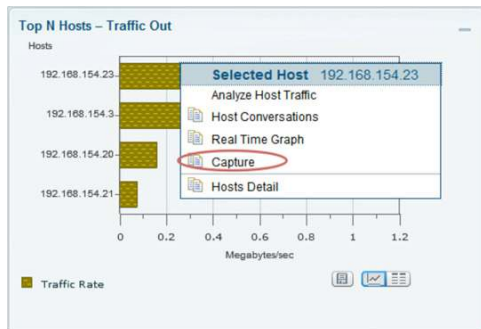 Top N Hosts – Traffic Out
Hosts
192.168.154.23
192.168.154.3
192.168.154.20
192.168.154.21
Selected Host 192.168.154.23
Analyze Host Traffic
Host Conversations
Real Time Graph
Capture
Hosts Detail
0 0.2 0.4 0.6 0.8 1 1.2
Megabytes/sec
Traffic Rate